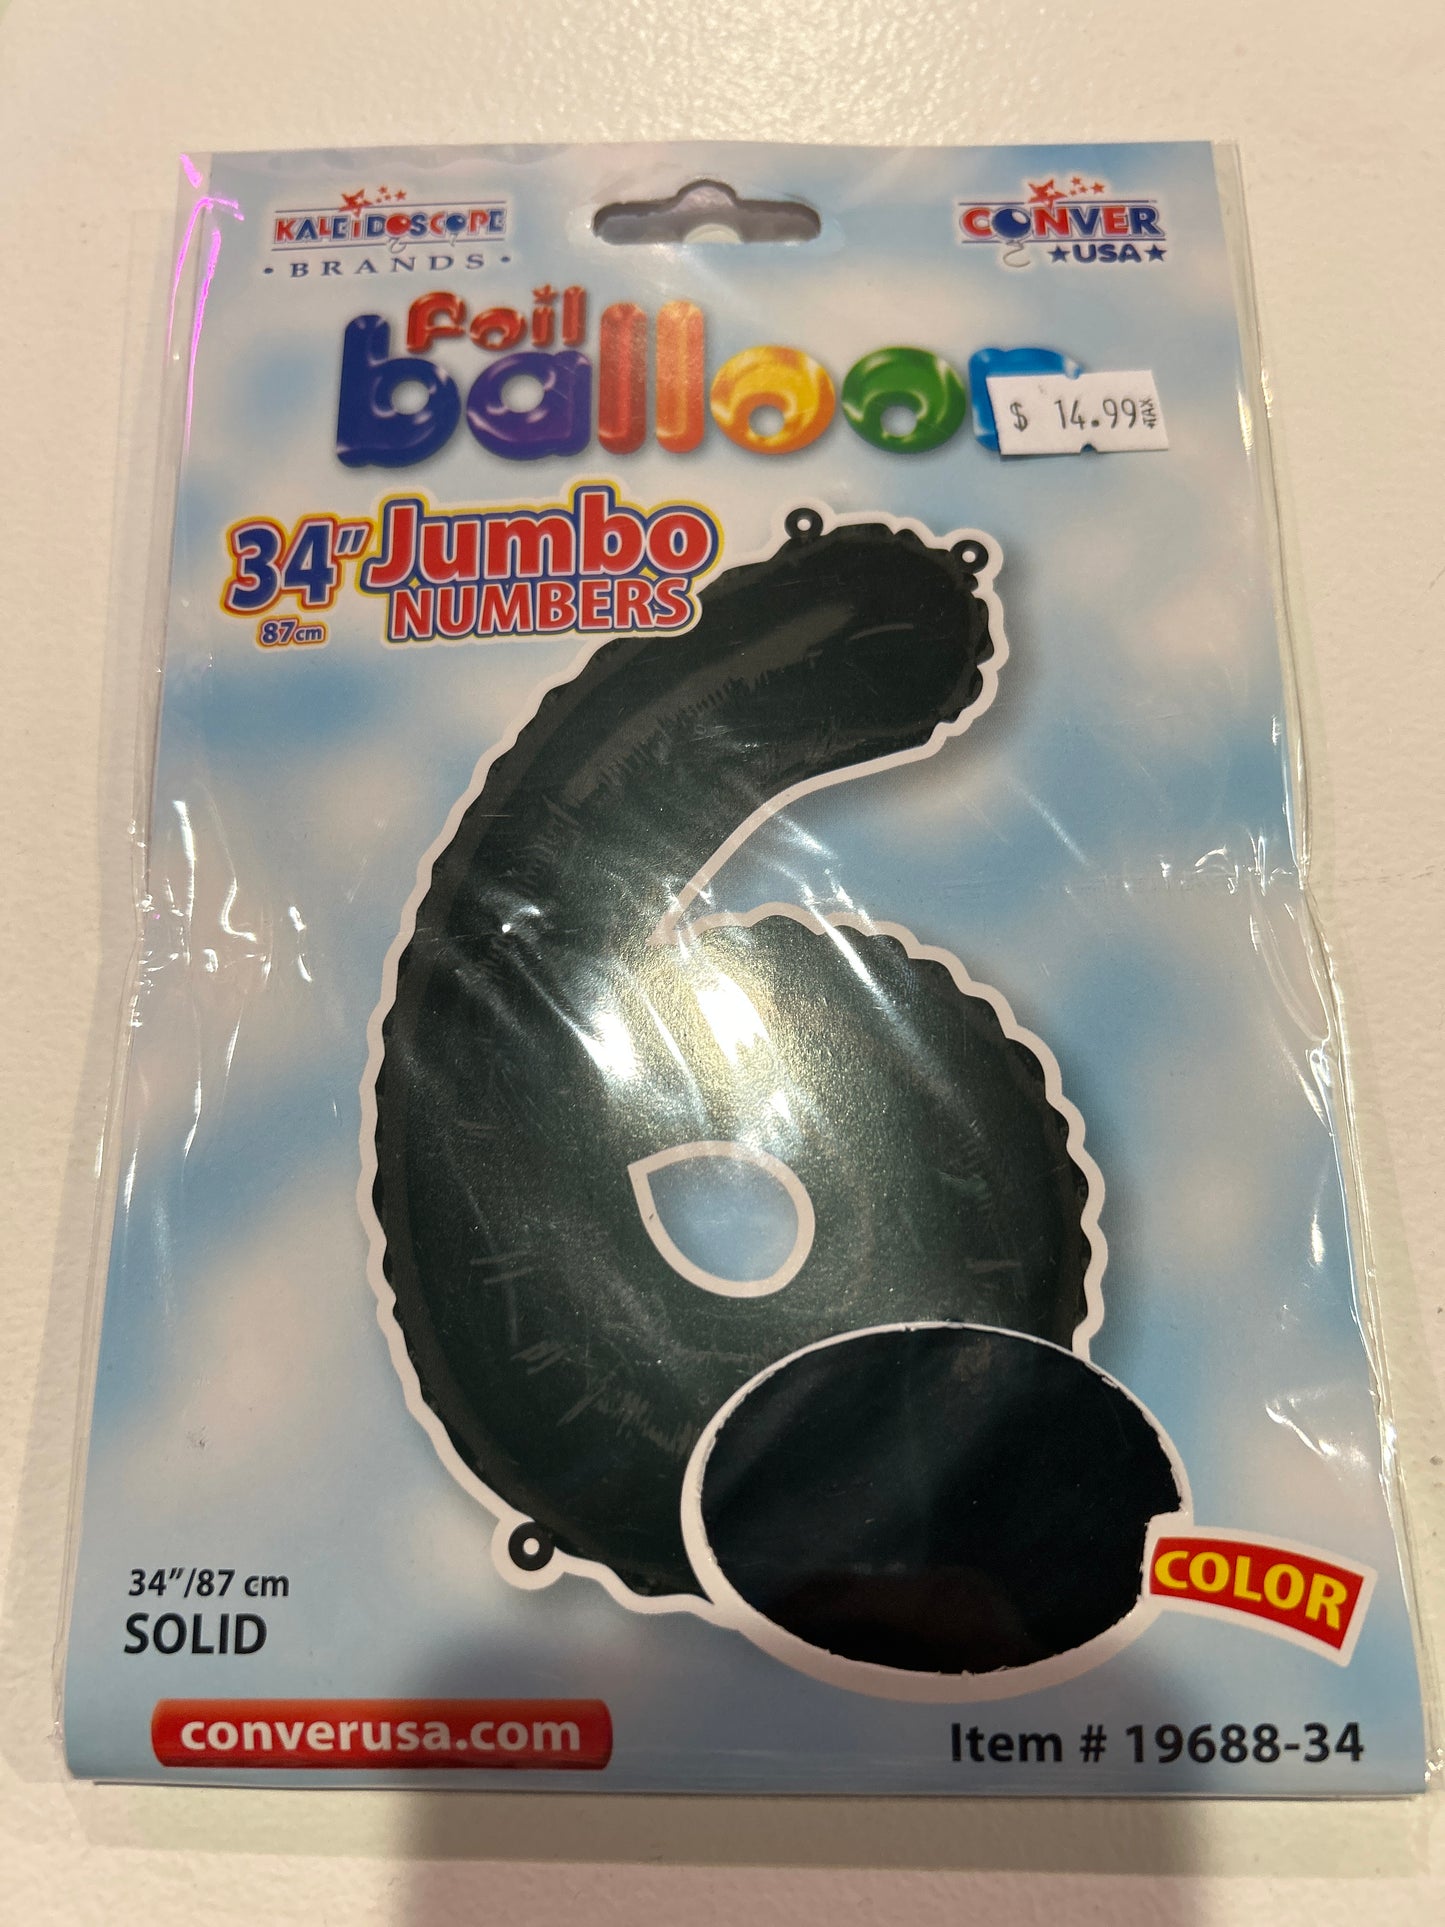 KALEIDOSCOPE
• BRANDS •
CONVER
★USA★
Foil
balloon
$ 14.99 +TAX
34" Jumbo
NUMBERS
87cm
34"/87 cm
SOLID
COLOR
converusa.com
Item # 19688-34